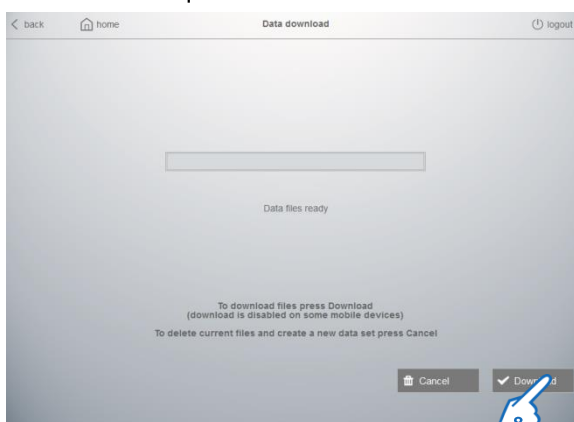 back home Data download logout
Data files ready
To download files press Download
(download is disabled on some mobile devices)
To delete current files and create a new data set press Cancel
Cancel